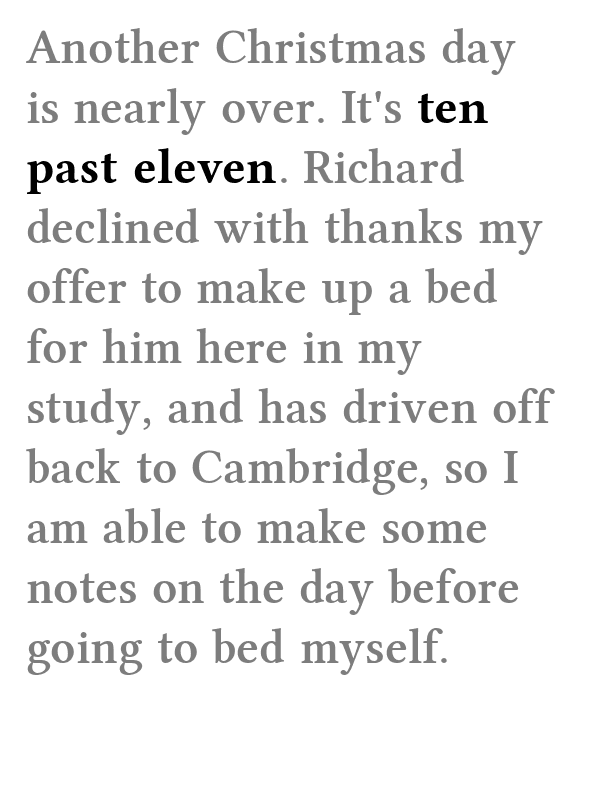 Another Christmas day
is nearly over. It's ten
past eleven. Richard
declined with thanks my
offer to make up a bed
for him here in my
study, and has driven off
back to Cambridge, so I
am able to make some
notes on the day before
going to bed myself.